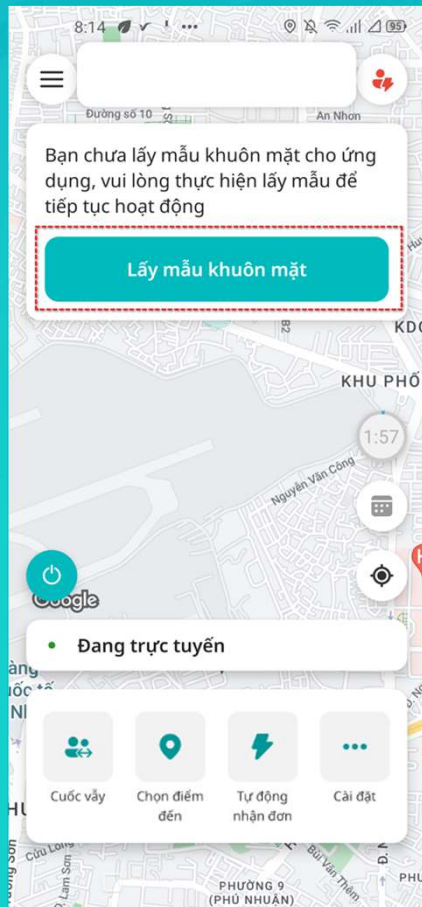 8:14
95
Đường số 10
An Nhơn
Bạn chưa lấy mẫu khuôn mặt cho ứng
dụng, vui lòng thực hiện lấy mẫu để
tiếp tục hoạt động
Lấy mẫu khuôn mặt
B2
KHU PHỐ
1:57
Nguyễn Văn Công
Google
Đang trực tuyến
Cuốc vẫy
Chọn điểm
đến
Tự động
nhận đơn
Cài đặt
Cửu Long
Lam Sơn
Bùi Văn Thêm
PHƯỜNG 9
(PHÚ NHUẬN)